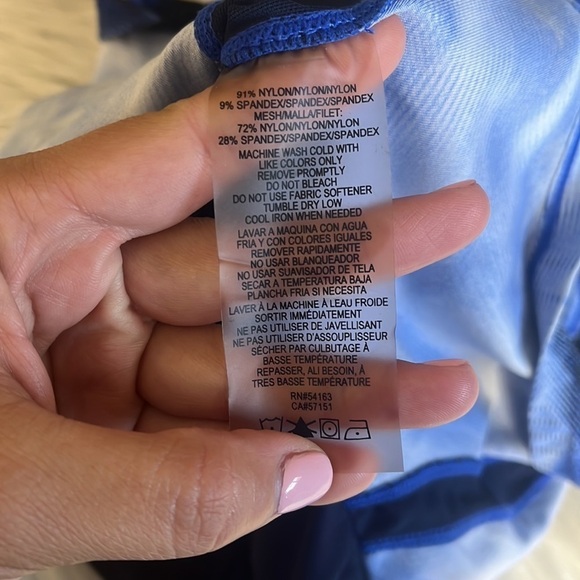 91% NYLON/NYLON/NYLON
9% SPANDEX/SPANDEX/SPANDEX
MESH/MALLA/FILET:
72% NYLON/NYLON/NYLON
28% SPANDEX/SPANDEX/SPANDEX
MACHINE WASH COLD WITH
LIKE COLORS ONLY
REMOVE PROMPTLY
DO NOT BLEACH
DO NOT USE FABRIC SOFTENER
TUMBLE DRY LOW
COOL IRON WHEN NEEDED
LAVAR A MAQUINA CON AGUA
FRIA Y CON COLORES IGUALES
REMOVER RAPIDAMENTE
NO USAR BLANQUEADOR
NO USAR SUAVISADOR DE TELA
SECAR A TEMPERATURA BAJA
PLANCHA FRIA SI NECESITA
LAVER À LA MACHINE À LEAU FROIDE
SORTIR IMMÉDIATEMENT
NE PAS UTILISER DE JAVELLISANT
NE PAS UTILISER D'ASSOUPLISSEUR
SÉCHER PAR CULBUTAGE À
BASSE TEMPÉRATURE
REPASSER, ALI BESOIN, À
TRES BASSE TEMPÉRATURE
RN#54163
CA#57151